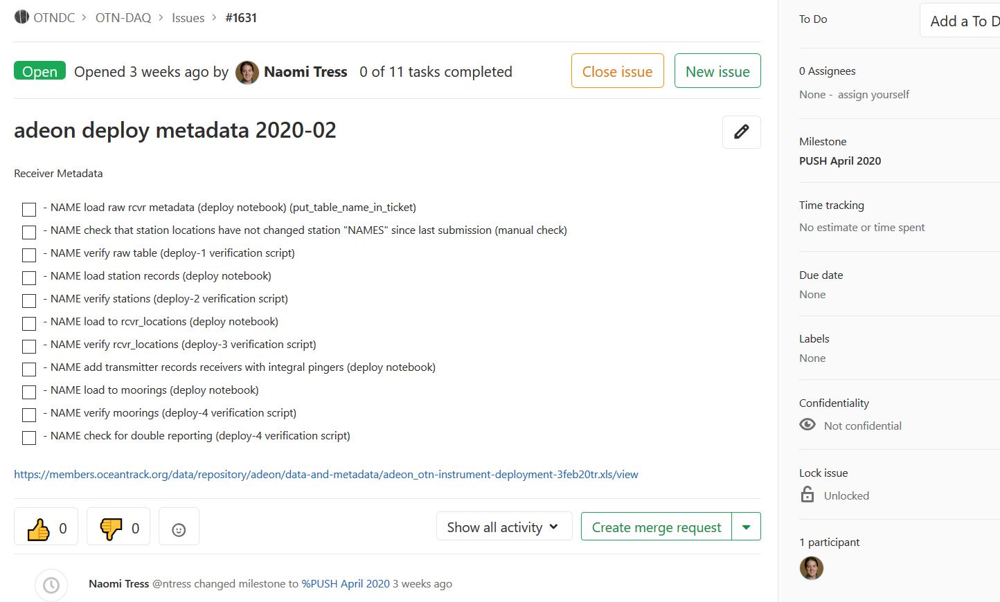 OTNDC > OTN-DAQ > Issues > #1631
Open Opened 3 weeks ago by Naomi Tress 0 of 11 tasks completed
Close issue
New issue
adeon deploy metadata 2020-02
Receiver Metadata
- NAME load raw rcvr metadata (deploy notebook) (put_table_name_in_ticket)
- NAME check that station locations have not changed station "NAMES" since last submission (manual check)
- NAME verify raw table (deploy-1 verification script)
- NAME load station records (deploy notebook)
- NAME verify stations (deploy-2 verification script)
- NAME load to rcvr_locations (deploy notebook)
- NAME verify rcvr_locations (deploy-3 verification script)
- NAME add transmitter records receivers with integral pingers (deploy notebook)
- NAME load to moorings (deploy notebook)
- NAME verify moorings (deploy-4 verification script)
- NAME check for double reporting (deploy-4 verification script)
https://members.oceantrack.org/data/repository/adeon/data-and-metadata/adeon_otn-instrument-deployment-3feb20tr.xls/view
0
0
Show all activity
Create merge request
Naomi Tress @ntress changed milestone to %PUSH April 2020 3 weeks ago
To Do
Add a To D
0 Assignees
None - assign yourself
Milestone
PUSH April 2020
Time tracking
No estimate or time spent
Due date
None
Labels
None
Confidentiality
Not confidential
Lock issue
Unlocked
1 participant